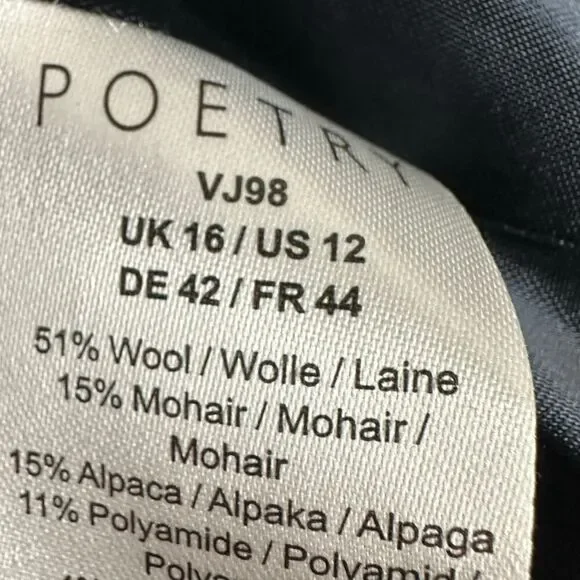 POETRY
VJ98
UK 16 / US 12
DE 42 / FR 44
51% Wool / Wolle / Laine
15% Mohair / Mohair /
Mohair
15% Alpaca / Alpaka / Alpaga
11% Polyamide / Polyamid /